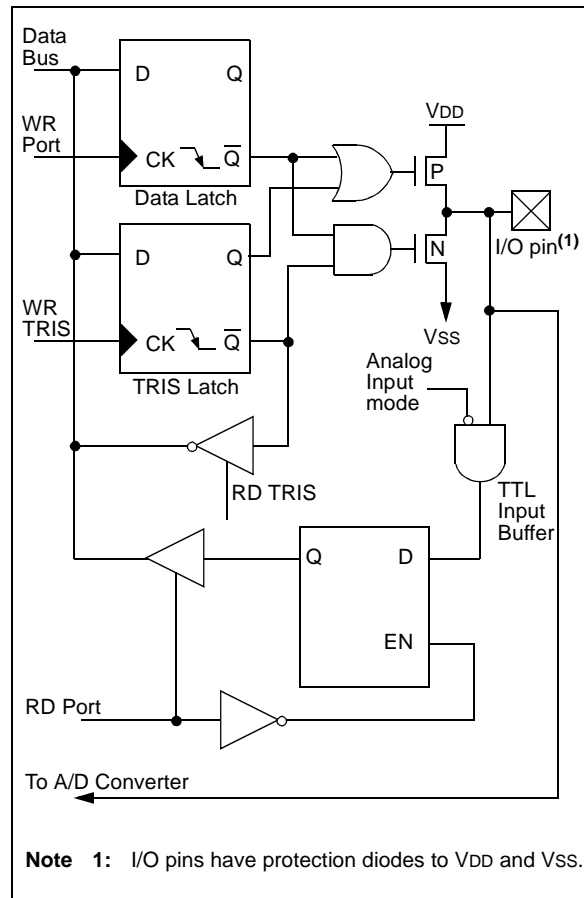 Data
Bus
D
Q
WR
Port
CK
Q
Data Latch
VDD
P
N
I/O pin(1)
VSS
D
Q
WR
TRIS
CK
Q
TRIS Latch
Analog
Input
mode
RD TRIS
TTL
Input
Buffer
Q
D
EN
RD Port
To A/D Converter
Note 1: I/O pins have protection diodes to VDD and VSS.